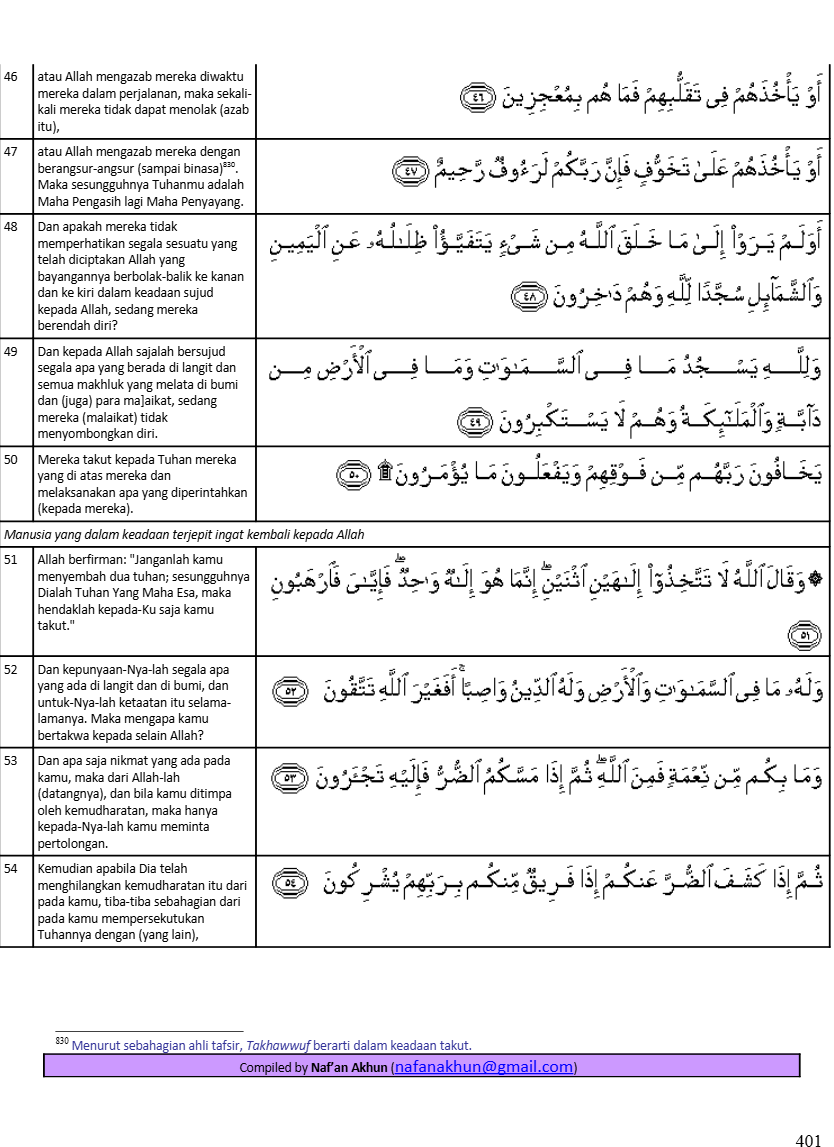 46
atau Allah mengazab mereka diwaktu
mereka dalam perjalanan, maka sekali-
kali mereka tidak dapat menolak (azab
itu),
أَوْ يَأْخُذَهُمْ فِى تَقَلُّبِهِمْ فَمَا هُم بِمُعْجِزِينَ ﴿٤٦﴾
47
atau Allah mengazab mereka dengan
berangsur-angsur (sampai binasa)830.
Maka sesungguhnya Tuhanmu adalah
Maha Pengasih lagi Maha Penyayang.
أَوْ يَأْخُذَهُمْ عَلَىٰ تَخَوُّفٍ فَإِنَّ رَبَّكُمْ لَرَءُوفٌ رَّحِيمٌ ﴿٤٧﴾
48
Dan apakah mereka tidak
memperhatikan segala sesuatu yang
telah diciptakan Allah yang
bayangannya berbolak-balik ke kanan
dan ke kiri dalam keadaan sujud
kepada Allah, sedang mereka
berendah diri?
أَوَلَمْ يَرَوْا۟ إِلَىٰ مَا خَلَقَ ٱللَّهُ مِن شَىْءٍ يَتَفَيَّؤُا۟ ظِلَـٰلُهُۥ عَنِ ٱلْيَمِينِ
وَٱلشَّمَآئِلِ سُجَّدًا لِّلَّهِ وَهُمْ دَٰخِرُونَ ﴿٤٨﴾
49
Dan kepada Allah sajalah bersujud
segala apa yang berada di langit dan
semua makhluk yang melata di bumi
dan (juga) para ma]aikat, sedang
mereka (malaikat) tidak
menyombongkan diri.
وَلِلَّهِ يَسْجُدُ مَا فِى ٱلسَّمَـٰوَٰتِ وَمَا فِى ٱلْأَرْضِ مِن
دَآبَّةٍ وَٱلْمَلَـٰٓئِكَةُ وَهُمْ لَا يَسْتَكْبِرُونَ ﴿٤٩﴾
50
Mereka takut kepada Tuhan mereka
yang di atas mereka dan
melaksanakan apa yang diperintahkan
(kepada mereka).
يَخَافُونَ رَبَّهُم مِّن فَوْقِهِمْ وَيَفْعَلُونَ مَا يُؤْمَرُونَ ۩ ﴿٥٠﴾
Manusia yang dalam keadaan terjepit ingat kembali kepada Allah
51
Allah berfirman: "Janganlah kamu
menyembah dua tuhan; sesungguhnya
Dialah Tuhan Yang Maha Esa, maka
hendaklah kepada-Ku saja kamu
takut."
۞ وَقَالَ ٱللَّهُ لَا تَتَّخِذُوٓا۟ إِلَـٰهَيْنِ ٱثْنَيْنِ ۖ إِنَّمَا هُوَ إِلَـٰهٌ وَٰحِدٌ ۖ فَإِيَّـٰىَ فَٱرْهَبُونِ
﴿٥١﴾
52
Dan kepunyaan-Nya-lah segala apa
yang ada di langit dan di bumi, dan
untuk-Nya-lah ketaatan itu selama-
lamanya. Maka mengapa kamu
bertakwa kepada selain Allah?
وَلَهُۥ مَا فِى ٱلسَّمَـٰوَٰتِ وَٱلْأَرْضِ وَلَهُ ٱلدِّينُ وَاصِبًا ۚ أَفَغَيْرَ ٱللَّهِ تَتَّقُونَ ﴿٥٢﴾
53
Dan apa saja nikmat yang ada pada
kamu, maka dari Allah-lah
(datangnya), dan bila kamu ditimpa
oleh kemudharatan, maka hanya
kepada-Nya-lah kamu meminta
pertolongan.
وَمَا بِكُم مِّن نِّعْمَةٍ فَمِنَ ٱللَّهِ ۖ ثُمَّ إِذَا مَسَّكُمُ ٱلضُّرُّ فَإِلَيْهِ تَجْـَٔرُونَ ﴿٥٣﴾
54
Kemudian apabila Dia telah
menghilangkan kemudharatan itu dari
pada kamu, tiba-tiba sebahagian dari
pada kamu mempersekutukan
Tuhannya dengan (yang lain),
ثُمَّ إِذَا كَشَفَ ٱلضُّرَّ عَنكُمْ إِذَا فَرِيقٌ مِّنكُم بِرَبِّهِمْ يُشْرِكُونَ ﴿٥٤﴾
830 Menurut sebahagian ahli tafsir, Takhawwuf berarti dalam keadaan takut.
Compiled by Naf'an Akhun (nafanakhun@gmail.com)
401